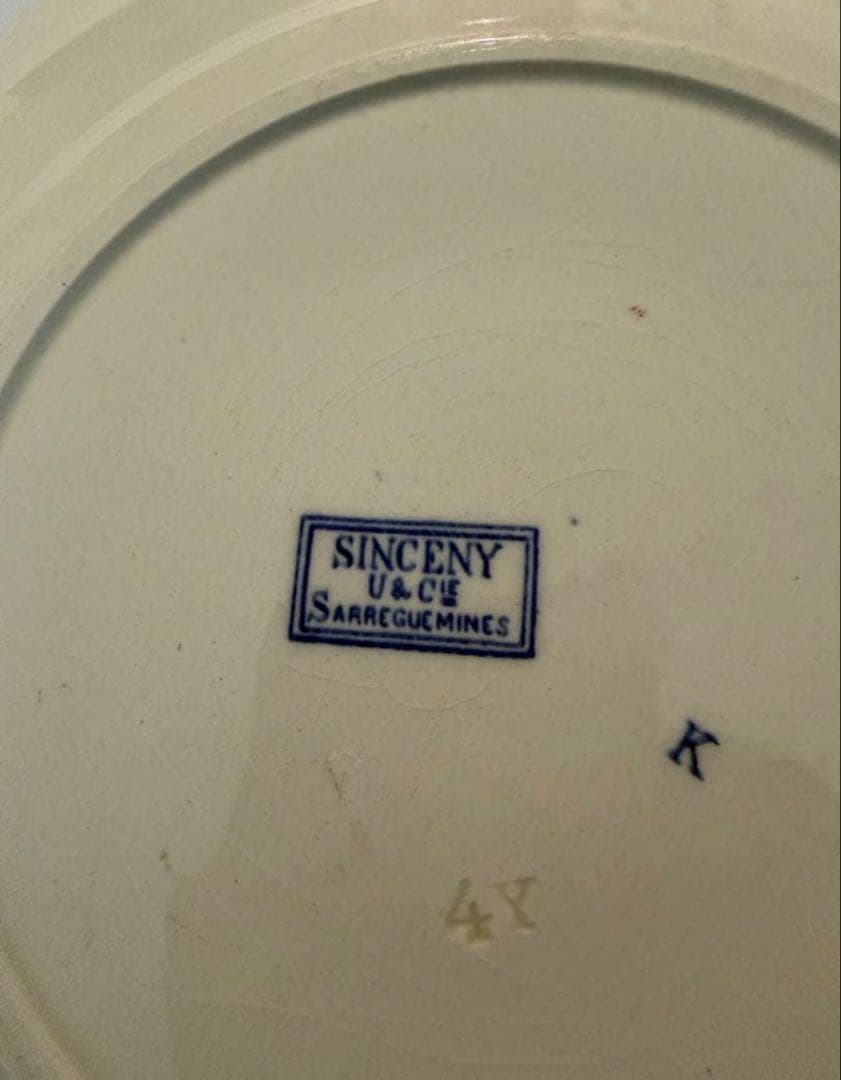 SINCENY
U & CIE
SARREGUEMINES
K
4Y